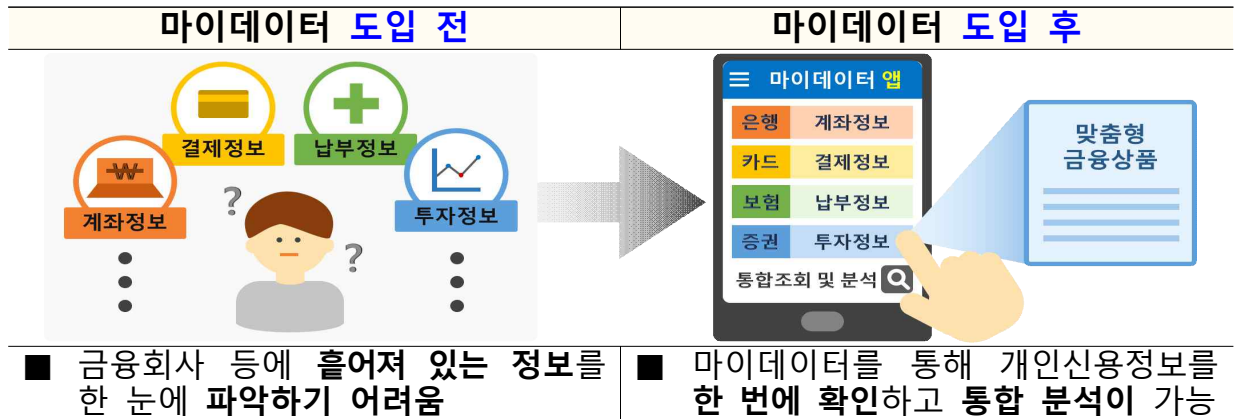 마이데이터 도입 전
마이데이터 도입 후
결제정보
납부정보
계좌정보
투자정보
?
?
마이데이터 앱
은행 계좌정보
카드 결제정보
보험 납부정보
증권 투자정보
통합조회 및 분석
맞춤형
금융상품
■ 금융회사 등에 흩어져 있는 정보를
한 눈에 파악하기 어려움
■ 마이데이터를 통해 개인신용정보를
한 번에 확인하고 통합 분석이 가능